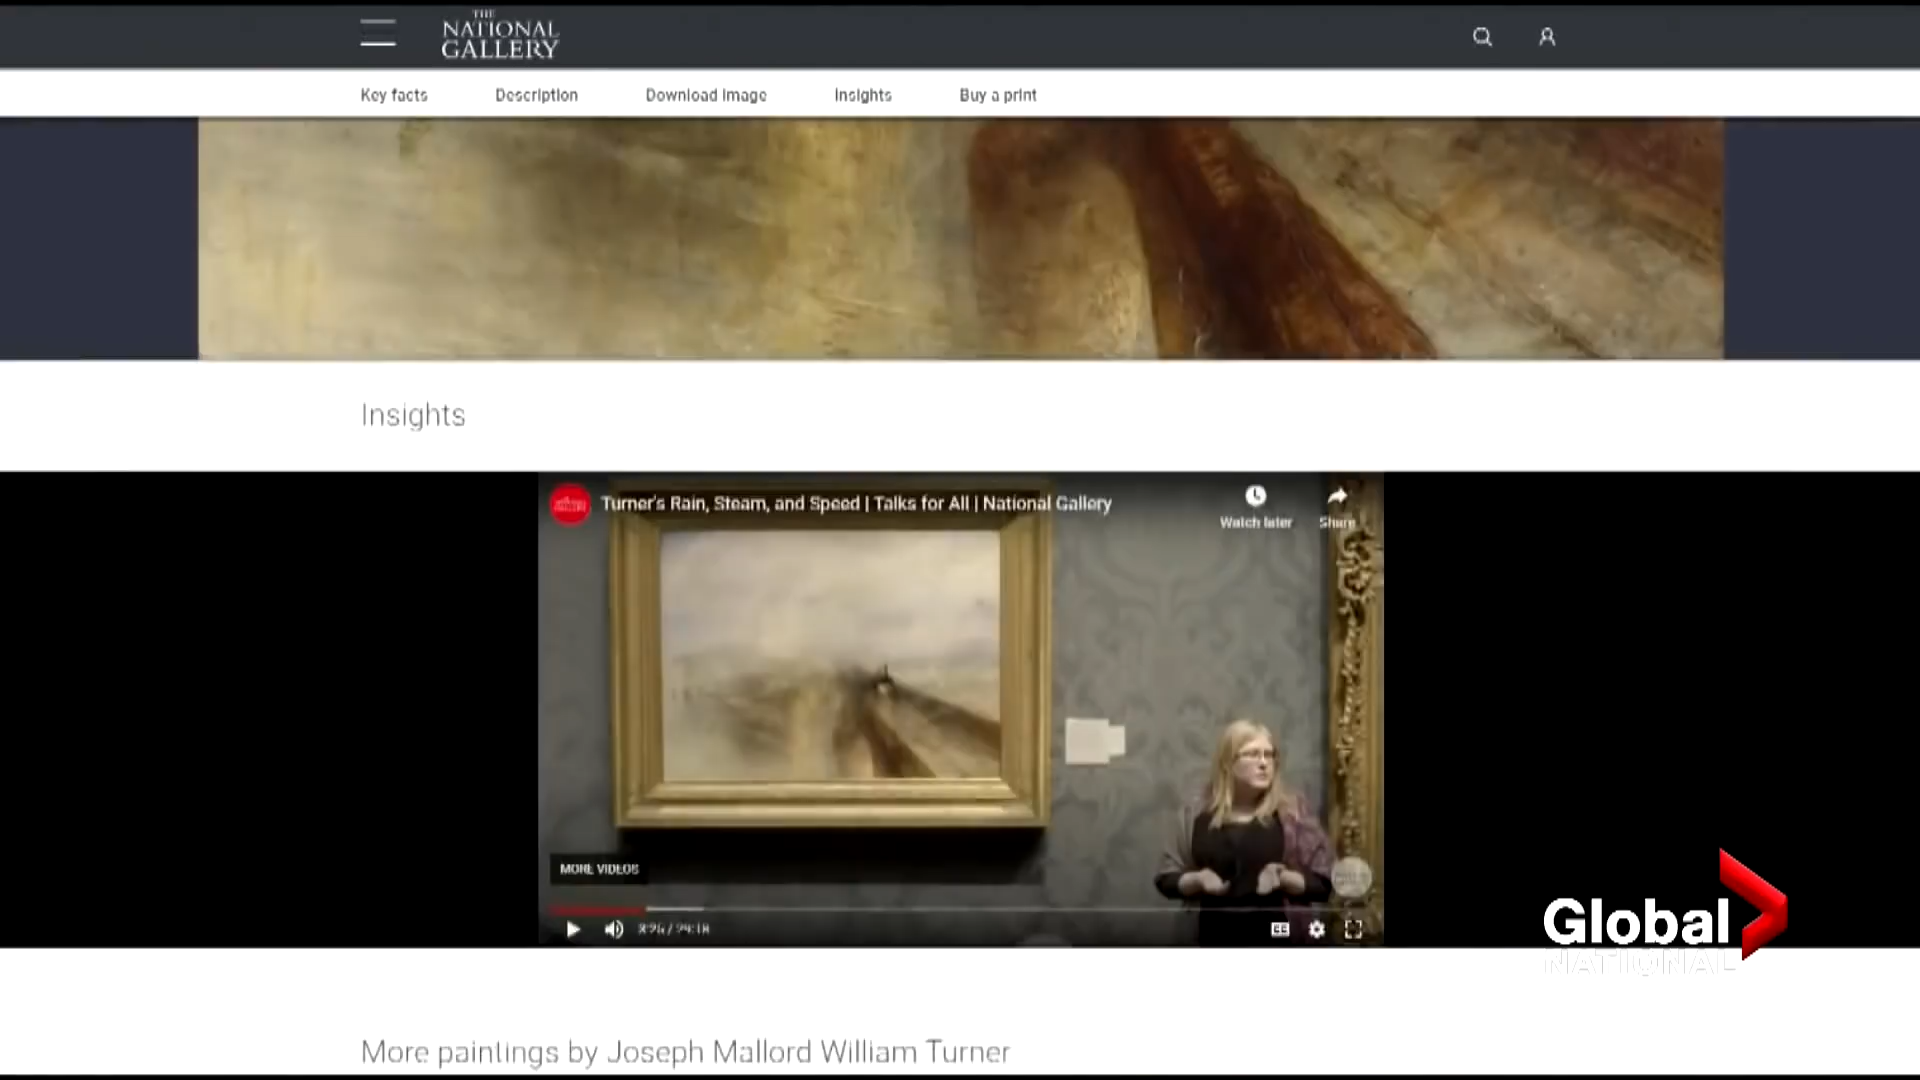 THE
NATIONAL
GALLERY
Key facts
Description
Download image
Insights
Buy a print
Insights
Turner's Rain, Steam, and Speed | Talks for All | National Gallery
Watch later
Share
MORE VIDEOS
CC
Global
NATIONAL
More paintings by Joseph Mallord William Turner